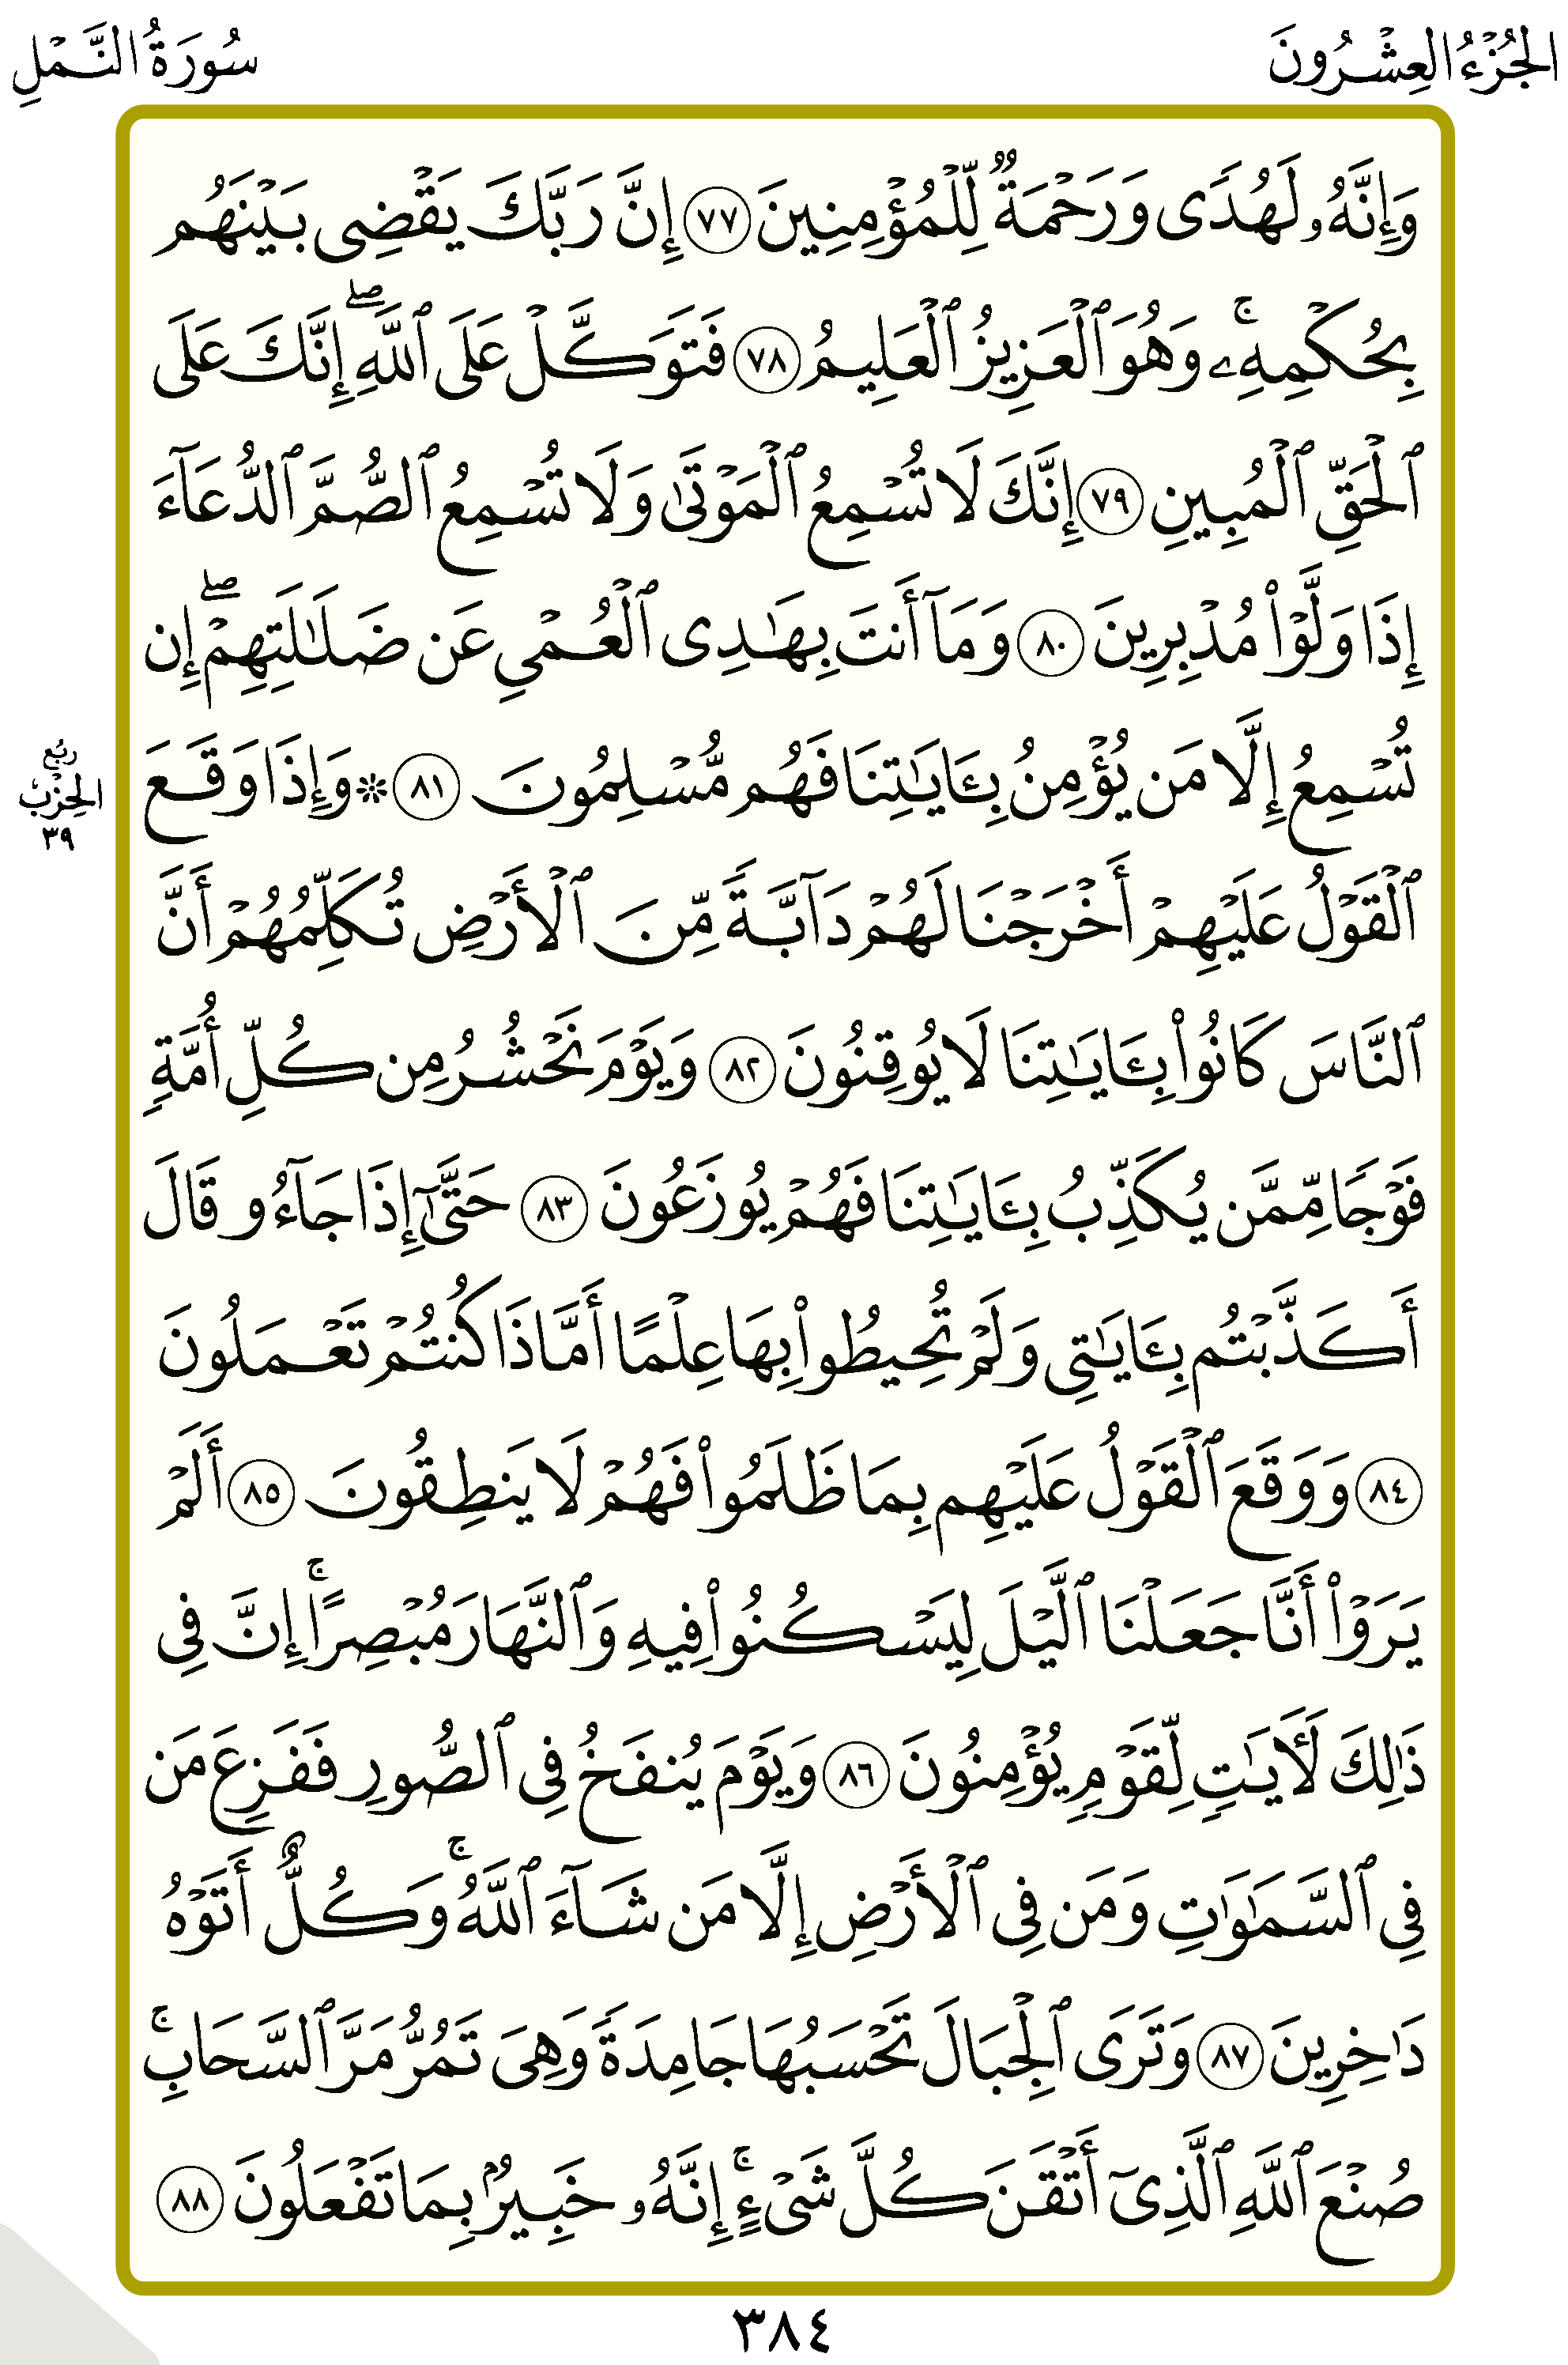 الجُزْءُ العِشْرُونَ
سُورَةُ النَّمْلِ
وَإِنَّهُۥ لَهُدًى وَرَحْمَةٌ لِّلْمُؤْمِنِينَ ٧٧ إِنَّ رَبَّكَ يَقْضِى بَيْنَهُم
بِحُكْمِهِۦۚ وَهُوَ ٱلْعَزِيزُ ٱلْعَلِيمُ ٧٨ فَتَوَكَّلْ عَلَى ٱللَّهِۖ إِنَّكَ عَلَى
ٱلْحَقِّ ٱلْمُبِينِ ٧٩ إِنَّكَ لَا تُسْمِعُ ٱلْمَوْتَىٰ وَلَا تُسْمِعُ ٱلصُّمَّ ٱلدُّعَآءَ
إِذَا وَلَّوْا۟ مُدْبِرِينَ ٨٠ وَمَآ أَنتَ بِهَـٰدِى ٱلْعُمْىِ عَن ضَلَـٰلَتِهِمْۖ إِن
تُسْمِعُ إِلَّا مَن يُؤْمِنُ بِـَٔايَـٰتِنَا فَهُم مُّسْلِمُونَ ٨١ ۞ وَإِذَا وَقَعَ
ربع
الحِزْبُ
٣٩
ٱلْقَوْلُ عَلَيْهِمْ أَخْرَجْنَا لَهُمْ دَآبَّةً مِّنَ ٱلْأَرْضِ تُكَلِّمُهُمْ أَنَّ
ٱلنَّاسَ كَانُوا۟ بِـَٔايَـٰتِنَا لَا يُوقِنُونَ ٨٢ وَيَوْمَ نَحْشُرُ مِن كُلِّ أُمَّةٍ
فَوْجًا مِّمَّن يُكَذِّبُ بِـَٔايَـٰتِنَا فَهُمْ يُوزَعُونَ ٨٣ حَتَّىٰٓ إِذَا جَآءُو قَالَ
أَكَذَّبْتُم بِـَٔايَـٰتِى وَلَمْ تُحِيطُوا۟ بِهَا عِلْمًا أَمَّاذَا كُنتُمْ تَعْمَلُونَ
٨٤ وَوَقَعَ ٱلْقَوْلُ عَلَيْهِم بِمَا ظَلَمُوا۟ فَهُمْ لَا يَنطِقُونَ ٨٥ أَلَمْ
يَرَوْا۟ أَنَّا جَعَلْنَا ٱلَّيْلَ لِيَسْكُنُوا۟ فِيهِ وَٱلنَّهَارَ مُبْصِرًاۚ إِنَّ فِى
ذَٰلِكَ لَـَٔايَـٰتٍ لِّقَوْمٍ يُؤْمِنُونَ ٨٦ وَيَوْمَ يُنفَخُ فِى ٱلصُّورِ فَفَزِعَ مَن
فِى ٱلسَّمَـٰوَٰتِ وَمَن فِى ٱلْأَرْضِ إِلَّا مَن شَآءَ ٱللَّهُۚ وَكُلٌّ أَتَوْهُ
دَٰخِرِينَ ٨٧ وَتَرَى ٱلْجِبَالَ تَحْسَبُهَا جَامِدَةً وَهِىَ تَمُرُّ مَرَّ ٱلسَّحَابِۚ
صُنْعَ ٱللَّهِ ٱلَّذِىٓ أَتْقَنَ كُلَّ شَىْءٍۚ إِنَّهُۥ خَبِيرٌۢ بِمَا تَفْعَلُونَ ٨٨
٣٨٤